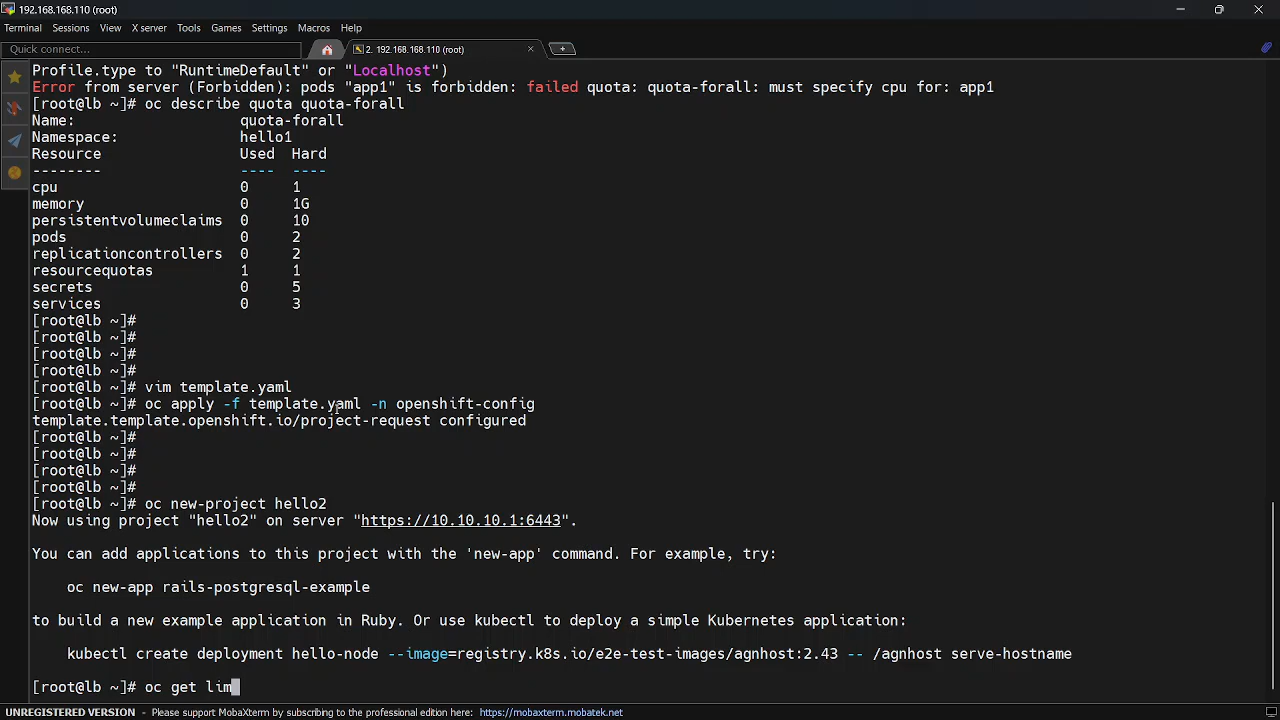 192.168.168.110 (root)
Terminal Sessions View X server Tools Games Settings Macros Help
Quick connect...
2. 192.168.168.110 (root)
Profile.type to "RuntimeDefault" or "Localhost")
Error from server (Forbidden): pods "app1" is forbidden: failed quota: quota-forall: must specify cpu for: app1
[root@lb ~]# oc describe quota quota-forall
Name: quota-forall
Namespace: hello1
Resource Used Hard
-------- ---- ----
cpu 0 1
memory 0 1G
persistentvolumeclaims 0 10
pods 0 2
replicationcontrollers 0 2
resourcequotas 1 1
secrets 0 5
services 0 3
[root@lb ~]#
[root@lb ~]#
[root@lb ~]#
[root@lb ~]#
[root@lb ~]# vim template.yaml
[root@lb ~]# oc apply -f template.yaml -n openshift-config
template.template.openshift.io/project-request configured
[root@lb ~]#
[root@lb ~]#
[root@lb ~]#
[root@lb ~]#
[root@lb ~]# oc new-project hello2
Now using project "hello2" on server "https://10.10.10.1:6443".
You can add applications to this project with the 'new-app' command. For example, try:
oc new-app rails-postgresql-example
to build a new example application in Ruby. Or use kubectl to deploy a simple Kubernetes application:
kubectl create deployment hello-node --image=registry.k8s.io/e2e-test-images/agnhost:2.43 -- /agnhost serve-hostname
[root@lb ~]# oc get lim
UNREGISTERED VERSION - Please support MobaXterm by subscribing to the professional edition here: https://mobaxterm.mobatek.net